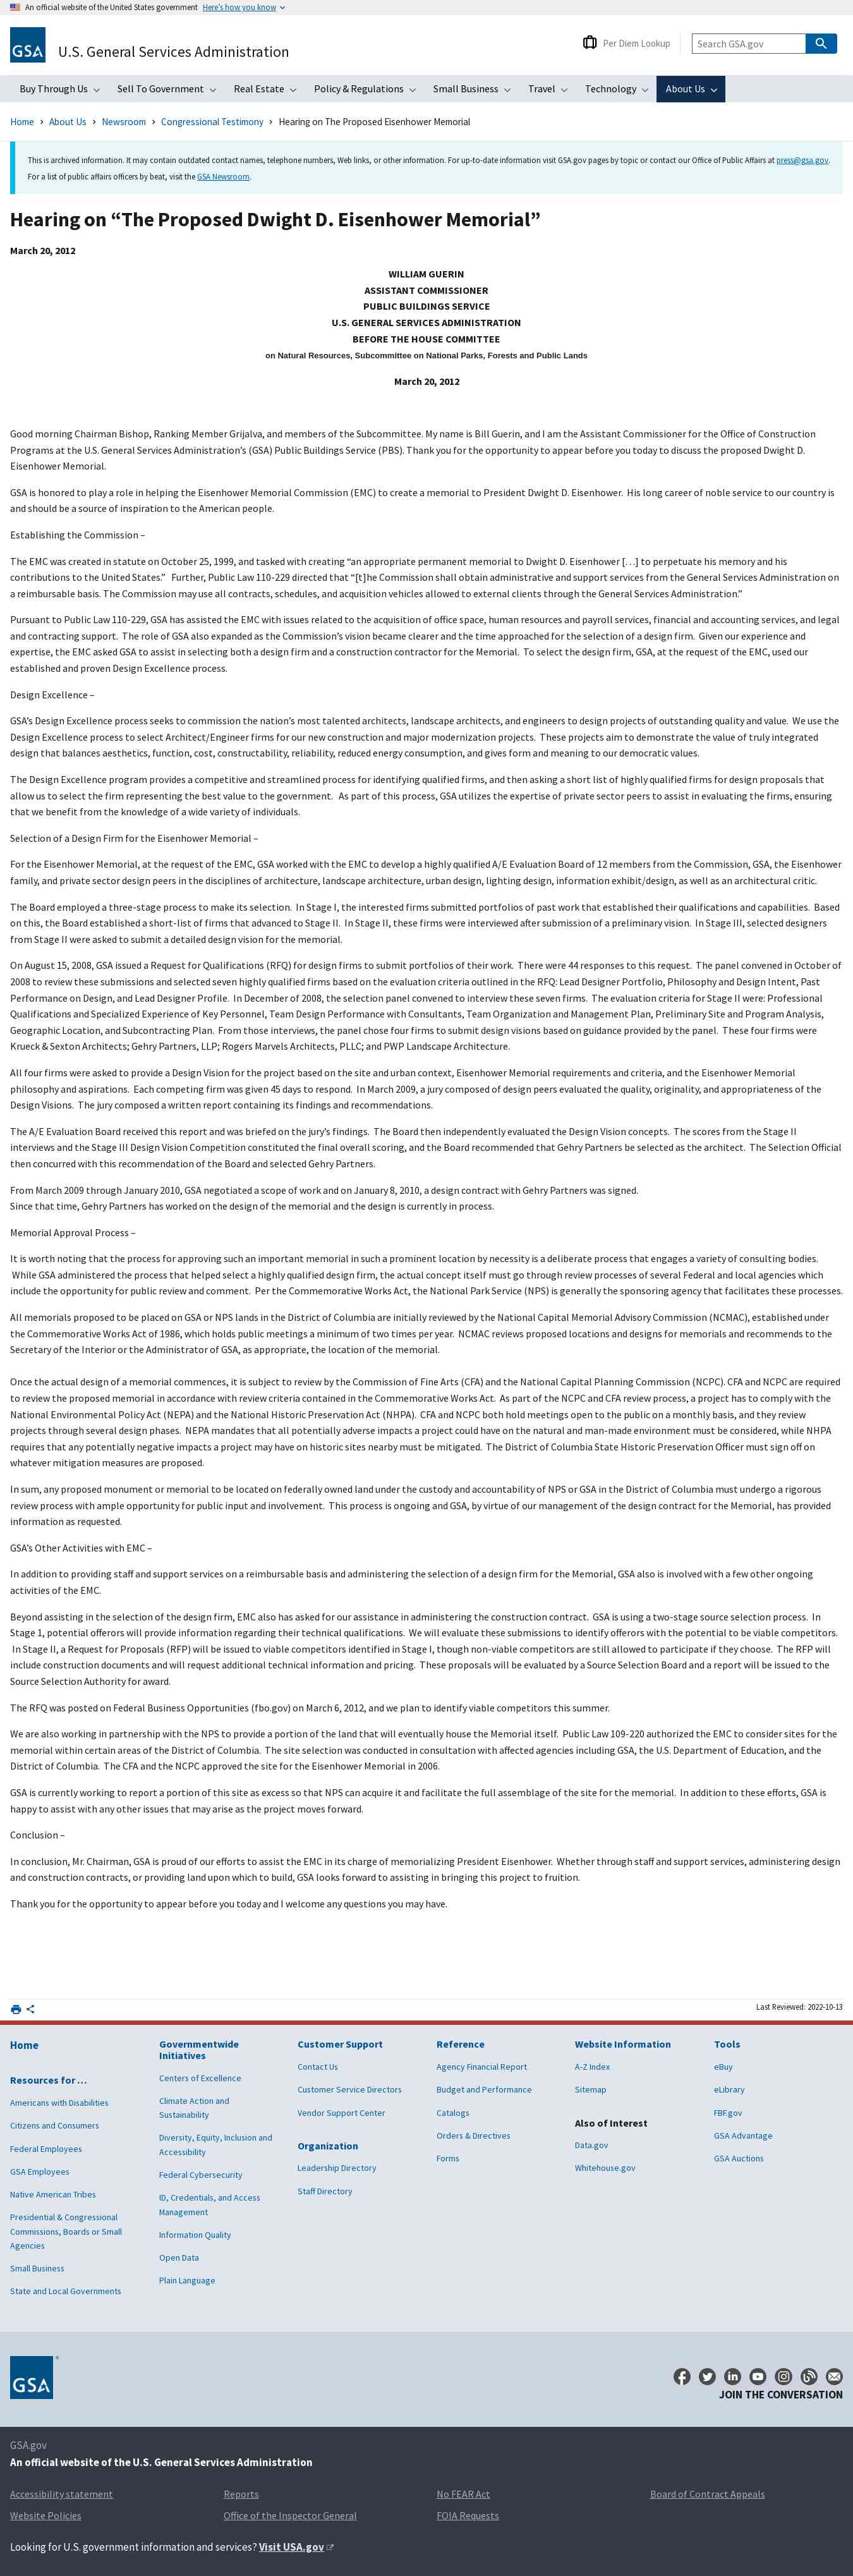 An official website of the United States government Here's how you know
GSA
U.S. General Services Administration
Per Diem Lookup
Search GSA.gov
Buy Through Us
Sell To Government
Real Estate
Policy & Regulations
Small Business
Travel
Technology
About Us
Home > About Us > Newsroom > Congressional Testimony > Hearing on The Proposed Eisenhower Memorial
This is archived information. It may contain outdated contact names, telephone numbers, Web links, or other information. For up-to-date information visit GSA.gov pages by topic or contact our Office of Public Affairs at press@gsa.gov.
For a list of public affairs officers by beat, visit the GSA Newsroom.
Hearing on “The Proposed Dwight D. Eisenhower Memorial”
March 20, 2012
WILLIAM GUERIN
ASSISTANT COMMISSIONER
PUBLIC BUILDINGS SERVICE
U.S. GENERAL SERVICES ADMINISTRATION
BEFORE THE HOUSE COMMITTEE
on Natural Resources, Subcommittee on National Parks, Forests and Public Lands
March 20, 2012
Good morning Chairman Bishop, Ranking Member Grijalva, and members of the Subcommittee. My name is Bill Guerin, and I am the Assistant Commissioner for the Office of Construction
Programs at the U.S. General Services Administration’s (GSA) Public Buildings Service (PBS). Thank you for the opportunity to appear before you today to discuss the proposed Dwight D.
Eisenhower Memorial.
GSA is honored to play a role in helping the Eisenhower Memorial Commission (EMC) to create a memorial to President Dwight D. Eisenhower. His long career of noble service to our country is
and should be a source of inspiration to the American people.
Establishing the Commission –
The EMC was created in statute on October 25, 1999, and tasked with creating “an appropriate permanent memorial to Dwight D. Eisenhower […] to perpetuate his memory and his
contributions to the United States.” Further, Public Law 110-229 directed that “[t]he Commission shall obtain administrative and support services from the General Services Administration on
a reimbursable basis. The Commission may use all contracts, schedules, and acquisition vehicles allowed to external clients through the General Services Administration.”
Pursuant to Public Law 110-229, GSA has assisted the EMC with issues related to the acquisition of office space, human resources and payroll services, financial and accounting services, and legal
and contracting support. The role of GSA also expanded as the Commission’s vision became clearer and the time approached for the selection of a design firm. Given our experience and
expertise, the EMC asked GSA to assist in selecting both a design firm and a construction contractor for the Memorial. To select the design firm, GSA, at the request of the EMC, used our
established and proven Design Excellence process.
Design Excellence –
GSA’s Design Excellence process seeks to commission the nation’s most talented architects, landscape architects, and engineers to design projects of outstanding quality and value. We use the
Design Excellence process to select Architect/Engineer firms for our new construction and major modernization projects. These projects aim to demonstrate the value of truly integrated
design that balances aesthetics, function, cost, constructability, reliability, reduced energy consumption, and gives form and meaning to our democratic values.
The Design Excellence program provides a competitive and streamlined process for identifying qualified firms, and then asking a short list of highly qualified firms for design proposals that
allow us to select the firm representing the best value to the government. As part of this process, GSA utilizes the expertise of private sector peers to assist in evaluating the firms, ensuring
that we benefit from the knowledge of a wide variety of individuals.
Selection of a Design Firm for the Eisenhower Memorial –
For the Eisenhower Memorial, at the request of the EMC, GSA worked with the EMC to develop a highly qualified A/E Evaluation Board of 12 members from the Commission, GSA, the Eisenhower
family, and private sector design peers in the disciplines of architecture, landscape architecture, urban design, lighting design, information exhibit/design, as well as an architectural critic.
The Board employed a three-stage process to make its selection. In Stage I, the interested firms submitted portfolios of past work that established their qualifications and capabilities. Based
on this, the Board established a short-list of firms that advanced to Stage II. In Stage II, these firms were interviewed after submission of a preliminary vision. In Stage III, selected designers
from Stage II were asked to submit a detailed design vision for the memorial.
On August 15, 2008, GSA issued a Request for Qualifications (RFQ) for design firms to submit portfolios of their work. There were 44 responses to this request. The panel convened in October of
2008 to review these submissions and selected seven highly qualified firms based on the evaluation criteria outlined in the RFQ: Lead Designer Portfolio, Philosophy and Design Intent, Past
Performance on Design, and Lead Designer Profile. In December of 2008, the selection panel convened to interview these seven firms. The evaluation criteria for Stage II were: Professional
Qualifications and Specialized Experience of Key Personnel, Team Design Performance with Consultants, Team Organization and Management Plan, Preliminary Site and Program Analysis,
Geographic Location, and Subcontracting Plan. From those interviews, the panel chose four firms to submit design visions based on guidance provided by the panel. These four firms were
Krueck & Sexton Architects; Gehry Partners, LLP; Rogers Marvels Architects, PLLC; and PWP Landscape Architecture.
All four firms were asked to provide a Design Vision for the project based on the site and urban context, Eisenhower Memorial requirements and criteria, and the Eisenhower Memorial
philosophy and aspirations. Each competing firm was given 45 days to respond. In March 2009, a jury composed of design peers evaluated the quality, originality, and appropriateness of the
Design Visions. The jury composed a written report containing its findings and recommendations.
The A/E Evaluation Board received this report and was briefed on the jury’s findings. The Board then independently evaluated the Design Vision concepts. The scores from the Stage II
interviews and the Stage III Design Vision Competition constituted the final overall scoring, and the Board recommended that Gehry Partners be selected as the architect. The Selection Official
then concurred with this recommendation of the Board and selected Gehry Partners.
From March 2009 through January 2010, GSA negotiated a scope of work and on January 8, 2010, a design contract with Gehry Partners was signed.
Since that time, Gehry Partners has worked on the design of the memorial and the design is currently in process.
Memorial Approval Process –
It is worth noting that the process for approving such an important memorial in such a prominent location by necessity is a deliberate process that engages a variety of consulting bodies.
While GSA administered the process that helped select a highly qualified design firm, the actual concept itself must go through review processes of several Federal and local agencies which
include the opportunity for public review and comment. Per the Commemorative Works Act, the National Park Service (NPS) is generally the sponsoring agency that facilitates these processes.
All memorials proposed to be placed on GSA or NPS lands in the District of Columbia are initially reviewed by the National Capital Memorial Advisory Commission (NCMAC), established under
the Commemorative Works Act of 1986, which holds public meetings a minimum of two times per year. NCMAC reviews proposed locations and designs for memorials and recommends to the
Secretary of the Interior or the Administrator of GSA, as appropriate, the location of the memorial.
Once the actual design of a memorial commences, it is subject to review by the Commission of Fine Arts (CFA) and the National Capital Planning Commission (NCPC). CFA and NCPC are required
to review the proposed memorial in accordance with review criteria contained in the Commemorative Works Act. As part of the NCPC and CFA review process, a project has to comply with the
National Environmental Policy Act (NEPA) and the National Historic Preservation Act (NHPA). CFA and NCPC both hold meetings open to the public on a monthly basis, and they review
projects through several design phases. NEPA mandates that all potentially adverse impacts a project could have on the natural and man-made environment must be considered, while NHPA
requires that any potentially negative impacts a project may have on historic sites nearby must be mitigated. The District of Columbia State Historic Preservation Officer must sign off on
whatever mitigation measures are proposed.
In sum, any proposed monument or memorial to be located on federally owned land under the custody and accountability of NPS or GSA in the District of Columbia must undergo a rigorous
review process with ample opportunity for public input and involvement. This process is ongoing and GSA, by virtue of our management of the design contract for the Memorial, has provided
information as requested.
GSA’s Other Activities with EMC –
In addition to providing staff and support services on a reimbursable basis and administering the selection of a design firm for the Memorial, GSA also is involved with a few other ongoing
activities of the EMC.
Beyond assisting in the selection of the design firm, EMC also has asked for our assistance in administering the construction contract. GSA is using a two-stage source selection process. In
Stage 1, potential offerors will provide information regarding their technical qualifications. We will evaluate these submissions to identify offerors with the potential to be viable competitors.
In Stage II, a Request for Proposals (RFP) will be issued to viable competitors identified in Stage I, though non-viable competitors are still allowed to participate if they choose. The RFP will
include construction documents and will request additional technical information and pricing. These proposals will be evaluated by a Source Selection Board and a report will be issued to the
Source Selection Authority for award.
The RFQ was posted on Federal Business Opportunities (fbo.gov) on March 6, 2012, and we plan to identify viable competitors this summer.
We are also working in partnership with the NPS to provide a portion of the land that will eventually house the Memorial itself. Public Law 109-220 authorized the EMC to consider sites for the
memorial within certain areas of the District of Columbia. The site selection was conducted in consultation with affected agencies including GSA, the U.S. Department of Education, and the
District of Columbia. The CFA and the NCPC approved the site for the Eisenhower Memorial in 2006.
GSA is currently working to report a portion of this site as excess so that NPS can acquire it and facilitate the full assemblage of the site for the memorial. In addition to these efforts, GSA is
happy to assist with any other issues that may arise as the project moves forward.
Conclusion –
In conclusion, Mr. Chairman, GSA is proud of our efforts to assist the EMC in its charge of memorializing President Eisenhower. Whether through staff and support services, administering design
and construction contracts, or providing land upon which to build, GSA looks forward to assisting in bringing this project to fruition.
Thank you for the opportunity to appear before you today and I welcome any questions you may have.
Last Reviewed: 2022-10-13
Home
Resources for …
Americans with Disabilities
Citizens and Consumers
Federal Employees
GSA Employees
Native American Tribes
Presidential & Congressional
Commissions, Boards or Small
Agencies
Small Business
State and Local Governments
Governmentwide
Initiatives
Centers of Excellence
Climate Action and
Sustainability
Diversity, Equity, Inclusion and
Accessibility
Federal Cybersecurity
ID, Credentials, and Access
Management
Information Quality
Open Data
Plain Language
Customer Support
Contact Us
Customer Service Directors
Vendor Support Center
Organization
Leadership Directory
Staff Directory
Reference
Agency Financial Report
Budget and Performance
Catalogs
Orders & Directives
Forms
Website Information
A-Z Index
Sitemap
Also of Interest
Data.gov
Whitehouse.gov
Tools
eBuy
eLibrary
FBF.gov
GSA Advantage
GSA Auctions
GSA
JOIN THE CONVERSATION
GSA.gov
An official website of the U.S. General Services Administration
Accessibility statement
Reports
No FEAR Act
Board of Contract Appeals
Website Policies
Office of the Inspector General
FOIA Requests
Looking for U.S. government information and services? Visit USA.gov